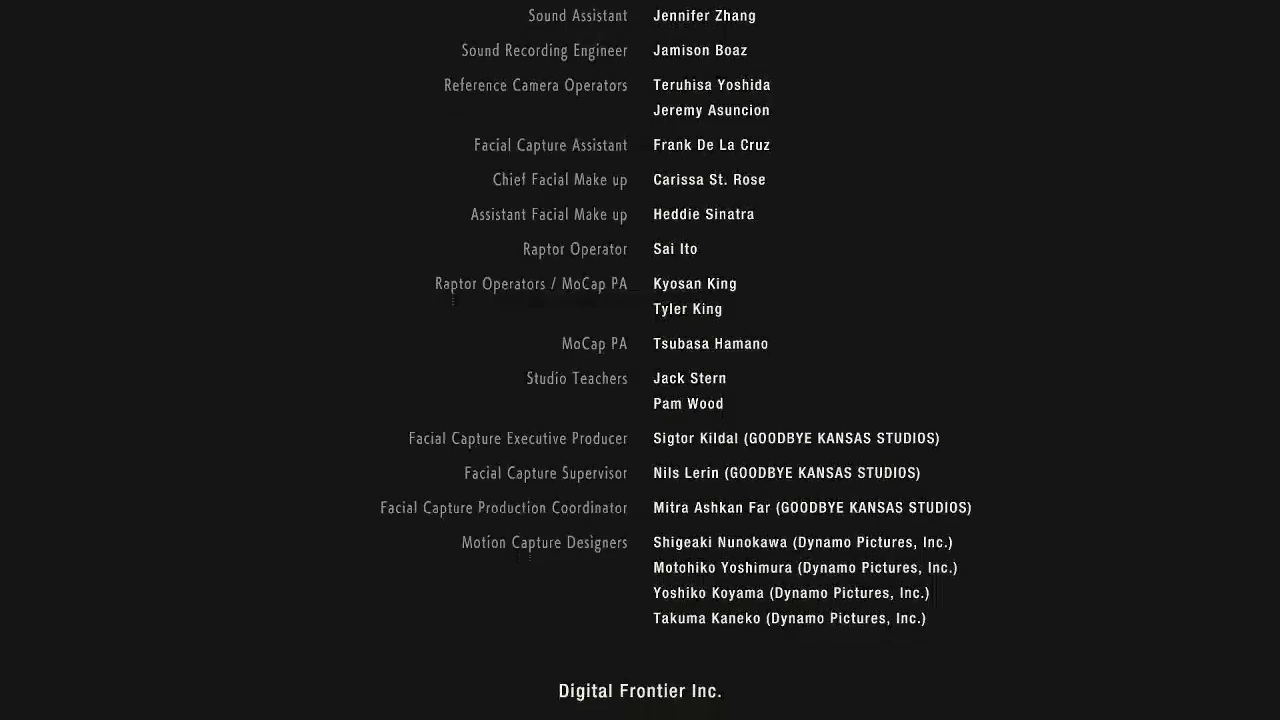 Sound Assistant Jennifer Zhang
Sound Recording Engineer Jamison Boaz
Reference Camera Operators Teruhisa Yoshida
Jeremy Asuncion
Facial Capture Assistant Frank De La Cruz
Chief Facial Make up Carissa St. Rose
Assistant Facial Make up Heddie Sinatra
Raptor Operator Sai Ito
Raptor Operators / MoCap PA Kyosan King
Tyler King
MoCap PA Tsubasa Hamano
Studio Teachers Jack Stern
Pam Wood
Facial Capture Executive Producer Sigtor Kildal (GOODBYE KANSAS STUDIOS)
Facial Capture Supervisor Nils Lerin (GOODBYE KANSAS STUDIOS)
Facial Capture Production Coordinator Mitra Ashkan Far (GOODBYE KANSAS STUDIOS)
Motion Capture Designers Shigeaki Nunokawa (Dynamo Pictures, Inc.)
Motohiko Yoshimura (Dynamo Pictures, Inc.)
Yoshiko Koyama (Dynamo Pictures, Inc.)
Takuma Kaneko (Dynamo Pictures, Inc.)
Digital Frontier Inc.